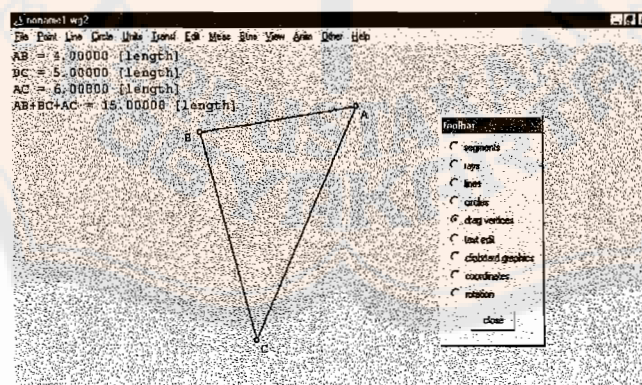 noname1.wg2
File Point Line Circle Units Transf Edit Meas Btns View Anim Other Help
AB = 4.00000 [length]
BC = 5.00000 [length]
AC = 6.00000 [length]
AB+BC+AC = 15.00000 [length]
A
B
C
Toolbar
segments
rays
lines
circles
drag vertices
text edit
clipboard graphics
coordinates
rotation
close